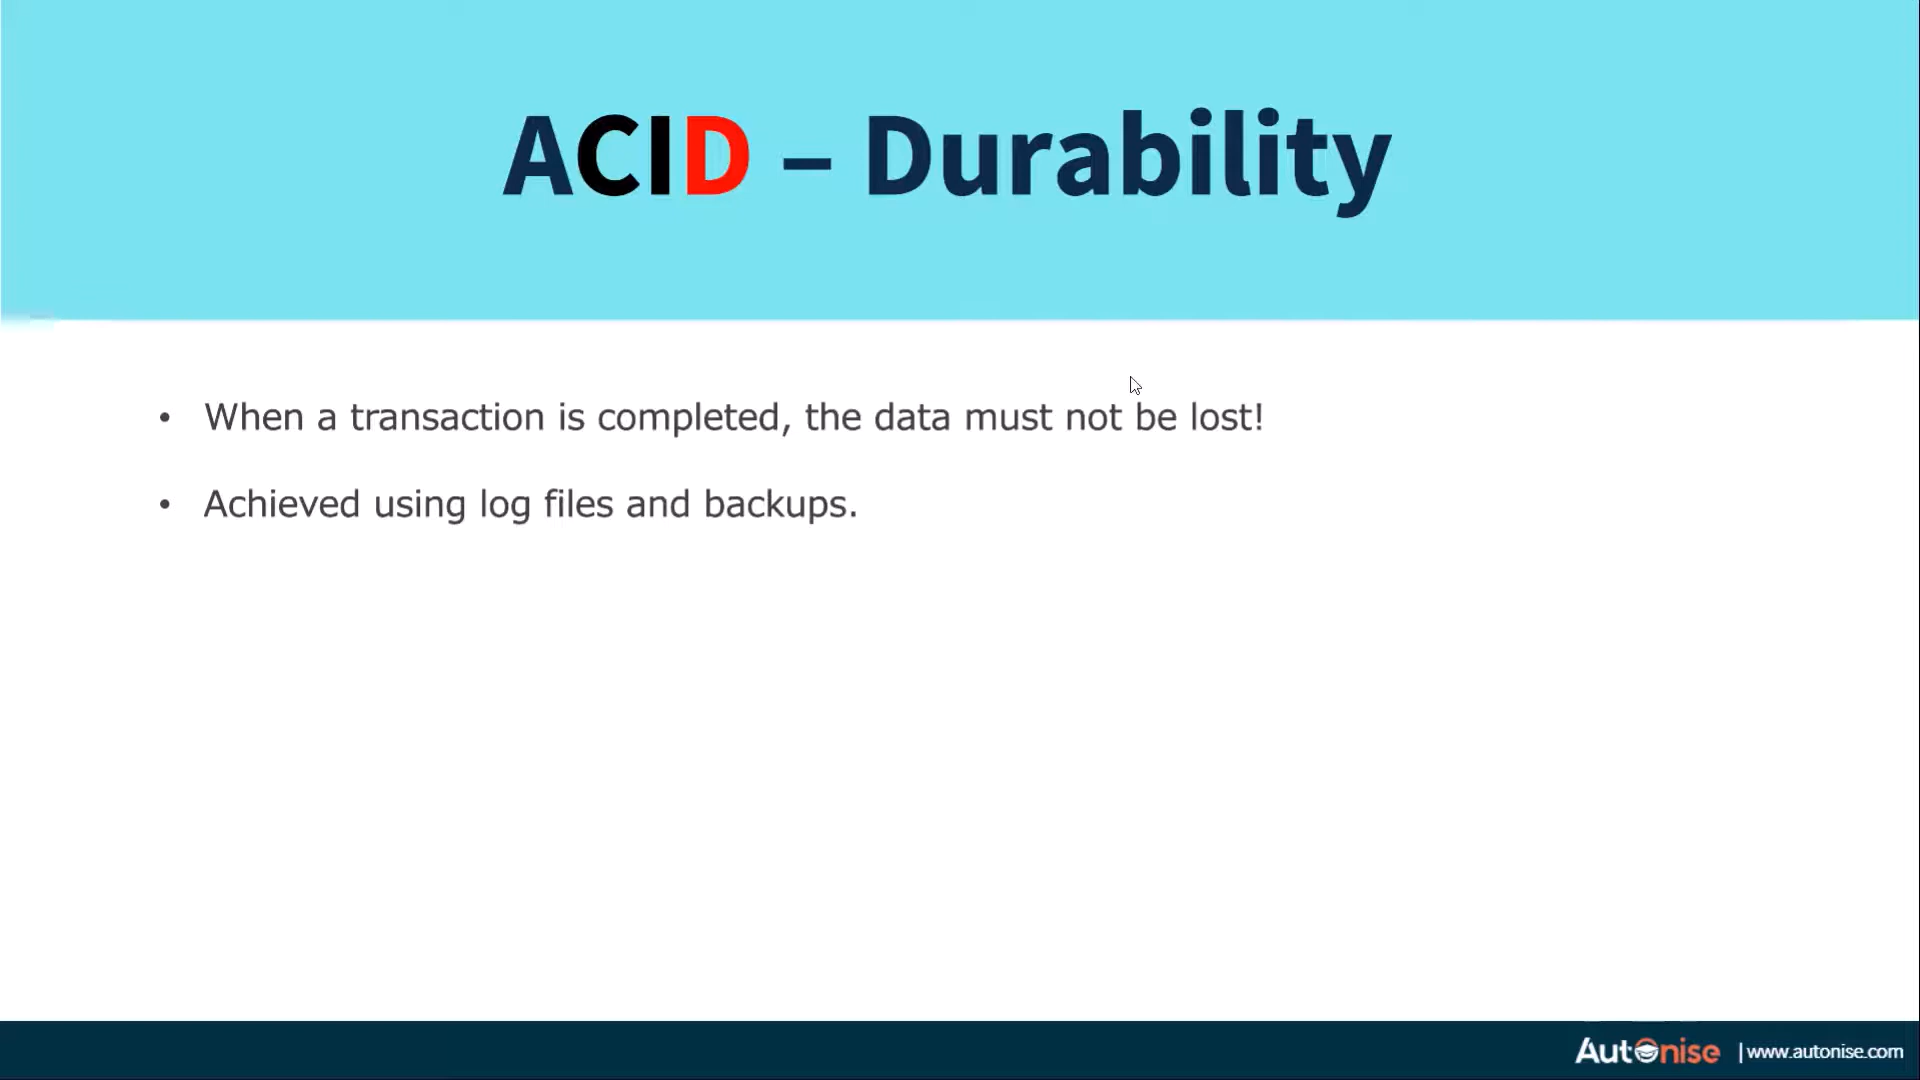 ACID – Durability
• When a transaction is completed, the data must not be lost!
• Achieved using log files and backups.
Autonise | www.autonise.com